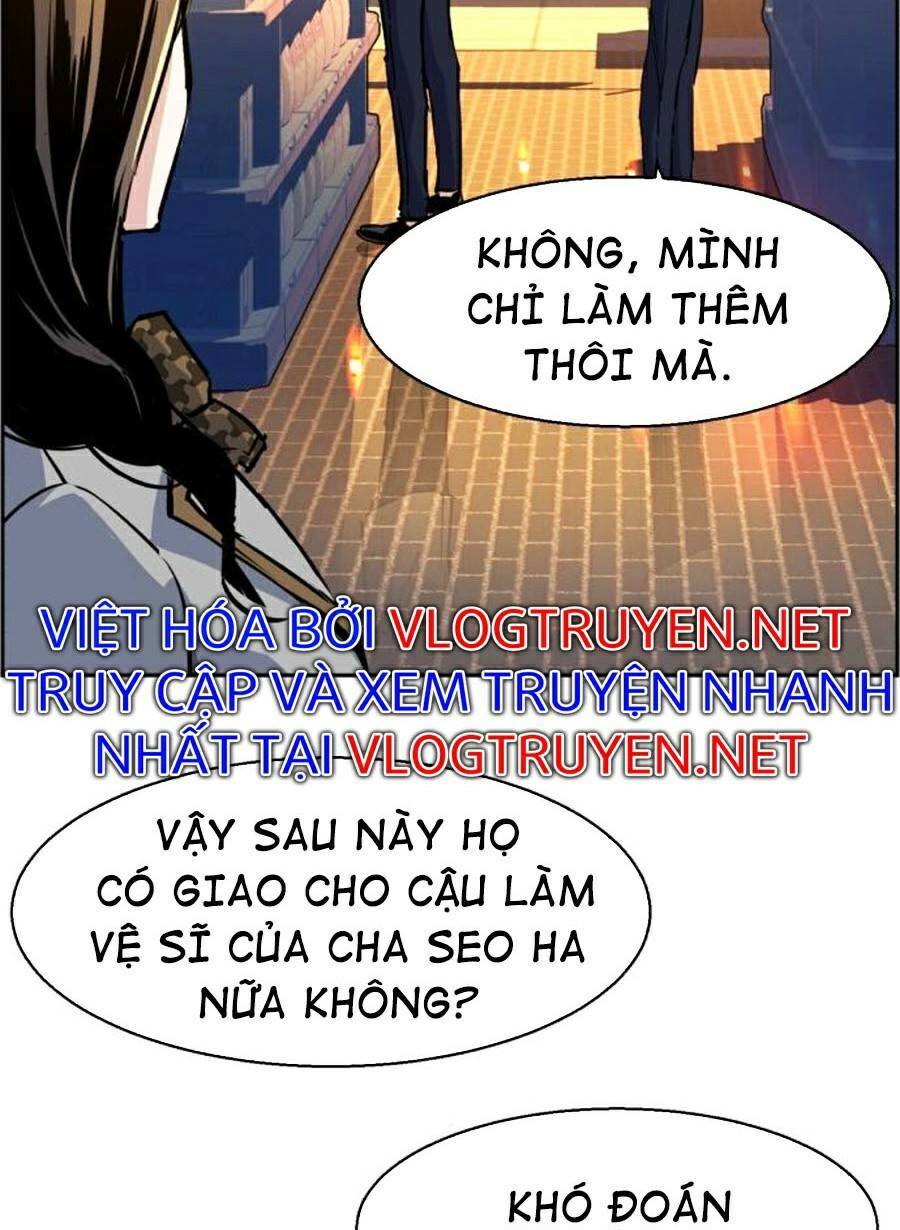 KHÔNG, MÌNH
CHỈ LÀM THÊM
THÔI MÀ.
VIỆT HÓA BỞI VLOGTRUYEN.NET
TRUY CẬP VÀ XEM TRUYỆN NHANH
NHẤT TẠI VLOGTRUYEN.NET
VẬY SAU NÀY HỌ
CÓ GIAO CHO CẬU LÀM
VỆ SĨ CỦA CHA SEO HA
NỮA KHÔNG?
KHÓ ĐOÁN